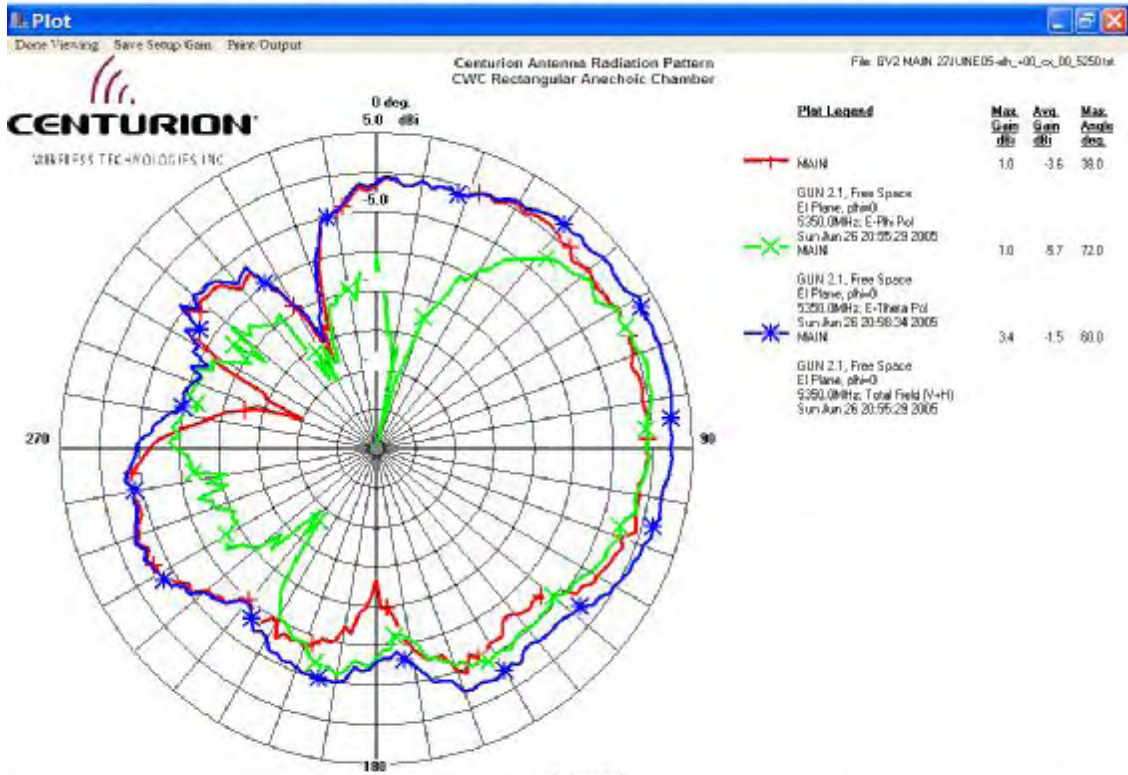 Plot
Done Viewing Save Setup/Gain Print Output
Centurion Antenna Radiation Pattern
CWC Rectangular Anechoic Chamber
File: GV2 MAIN 27JUNE05-
CENTURION
WIRELESS TECHNOLOGIES INC.
0 deg.
5.0 dBi
-5.0
270
90
180
Plot Legend Max. Gain dBi Avg. Gain dBi Max. Angle deg.
MAIN 1.0 -3.6 38.0
GUN 2.1, Free Space
El Plane, phi=0
5350.0MHz; E-Phi Pol
Sun Jun 26 20:55:29 2005
MAIN 1.0 72.0
GUN 2.1, Free Space
El Plane, phi=0
5350.0MHz; E-Theta Pol
Sun Jun 26 20:58:34 2005
MAIN 3.4 -1.5 60.0
GUN 2.1, Free Space
El Plane, phi=0
5350.0MHz; Total Field (V+H)
Sun Jun 26 20:55:29 2005